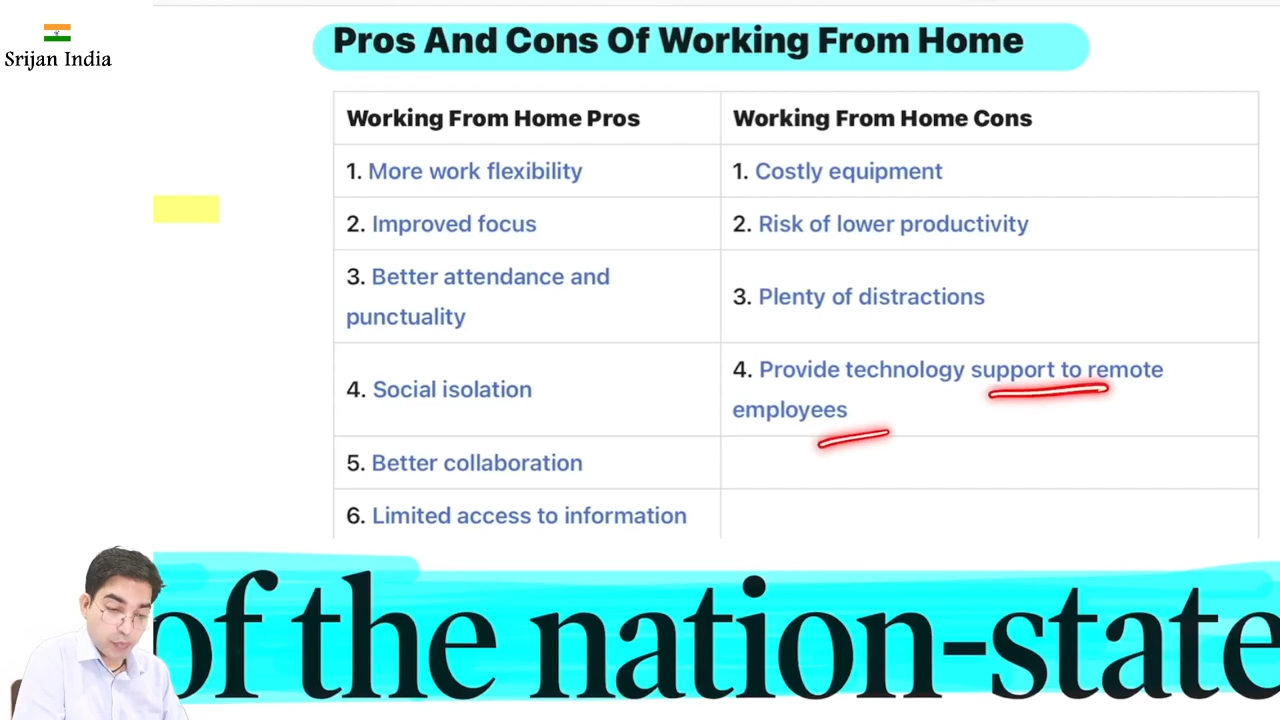 Srijan India
Pros And Cons Of Working From Home
Working From Home Pros
Working From Home Cons
1. More work flexibility
1. Costly equipment
2. Improved focus
2. Risk of lower productivity
3. Better attendance and
punctuality
3. Plenty of distractions
4. Social isolation
4. Provide technology support to remote
employees
5. Better collaboration
6. Limited access to information
of the nation-state